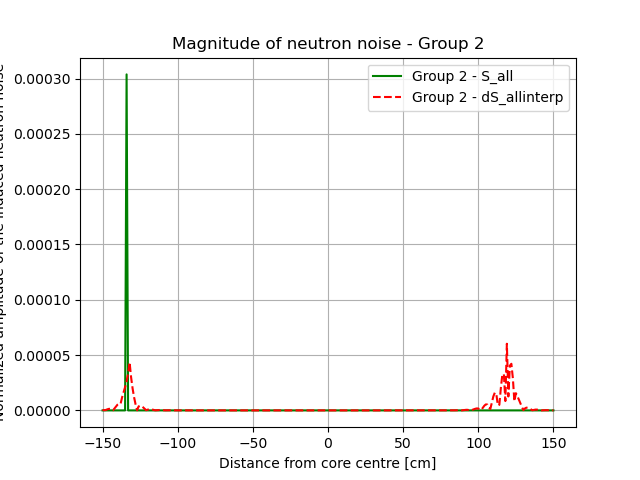 Magnitude of neutron noise - Group 2
Group 2 - S_all
Group 2 - dS_allinterp
Normalized amplitude of the induced neutron noise
0.00030
0.00025
0.00020
0.00015
0.00010
0.00005
0.00000
−150
−100
−50
0
50
100
150
Distance from core centre [cm]